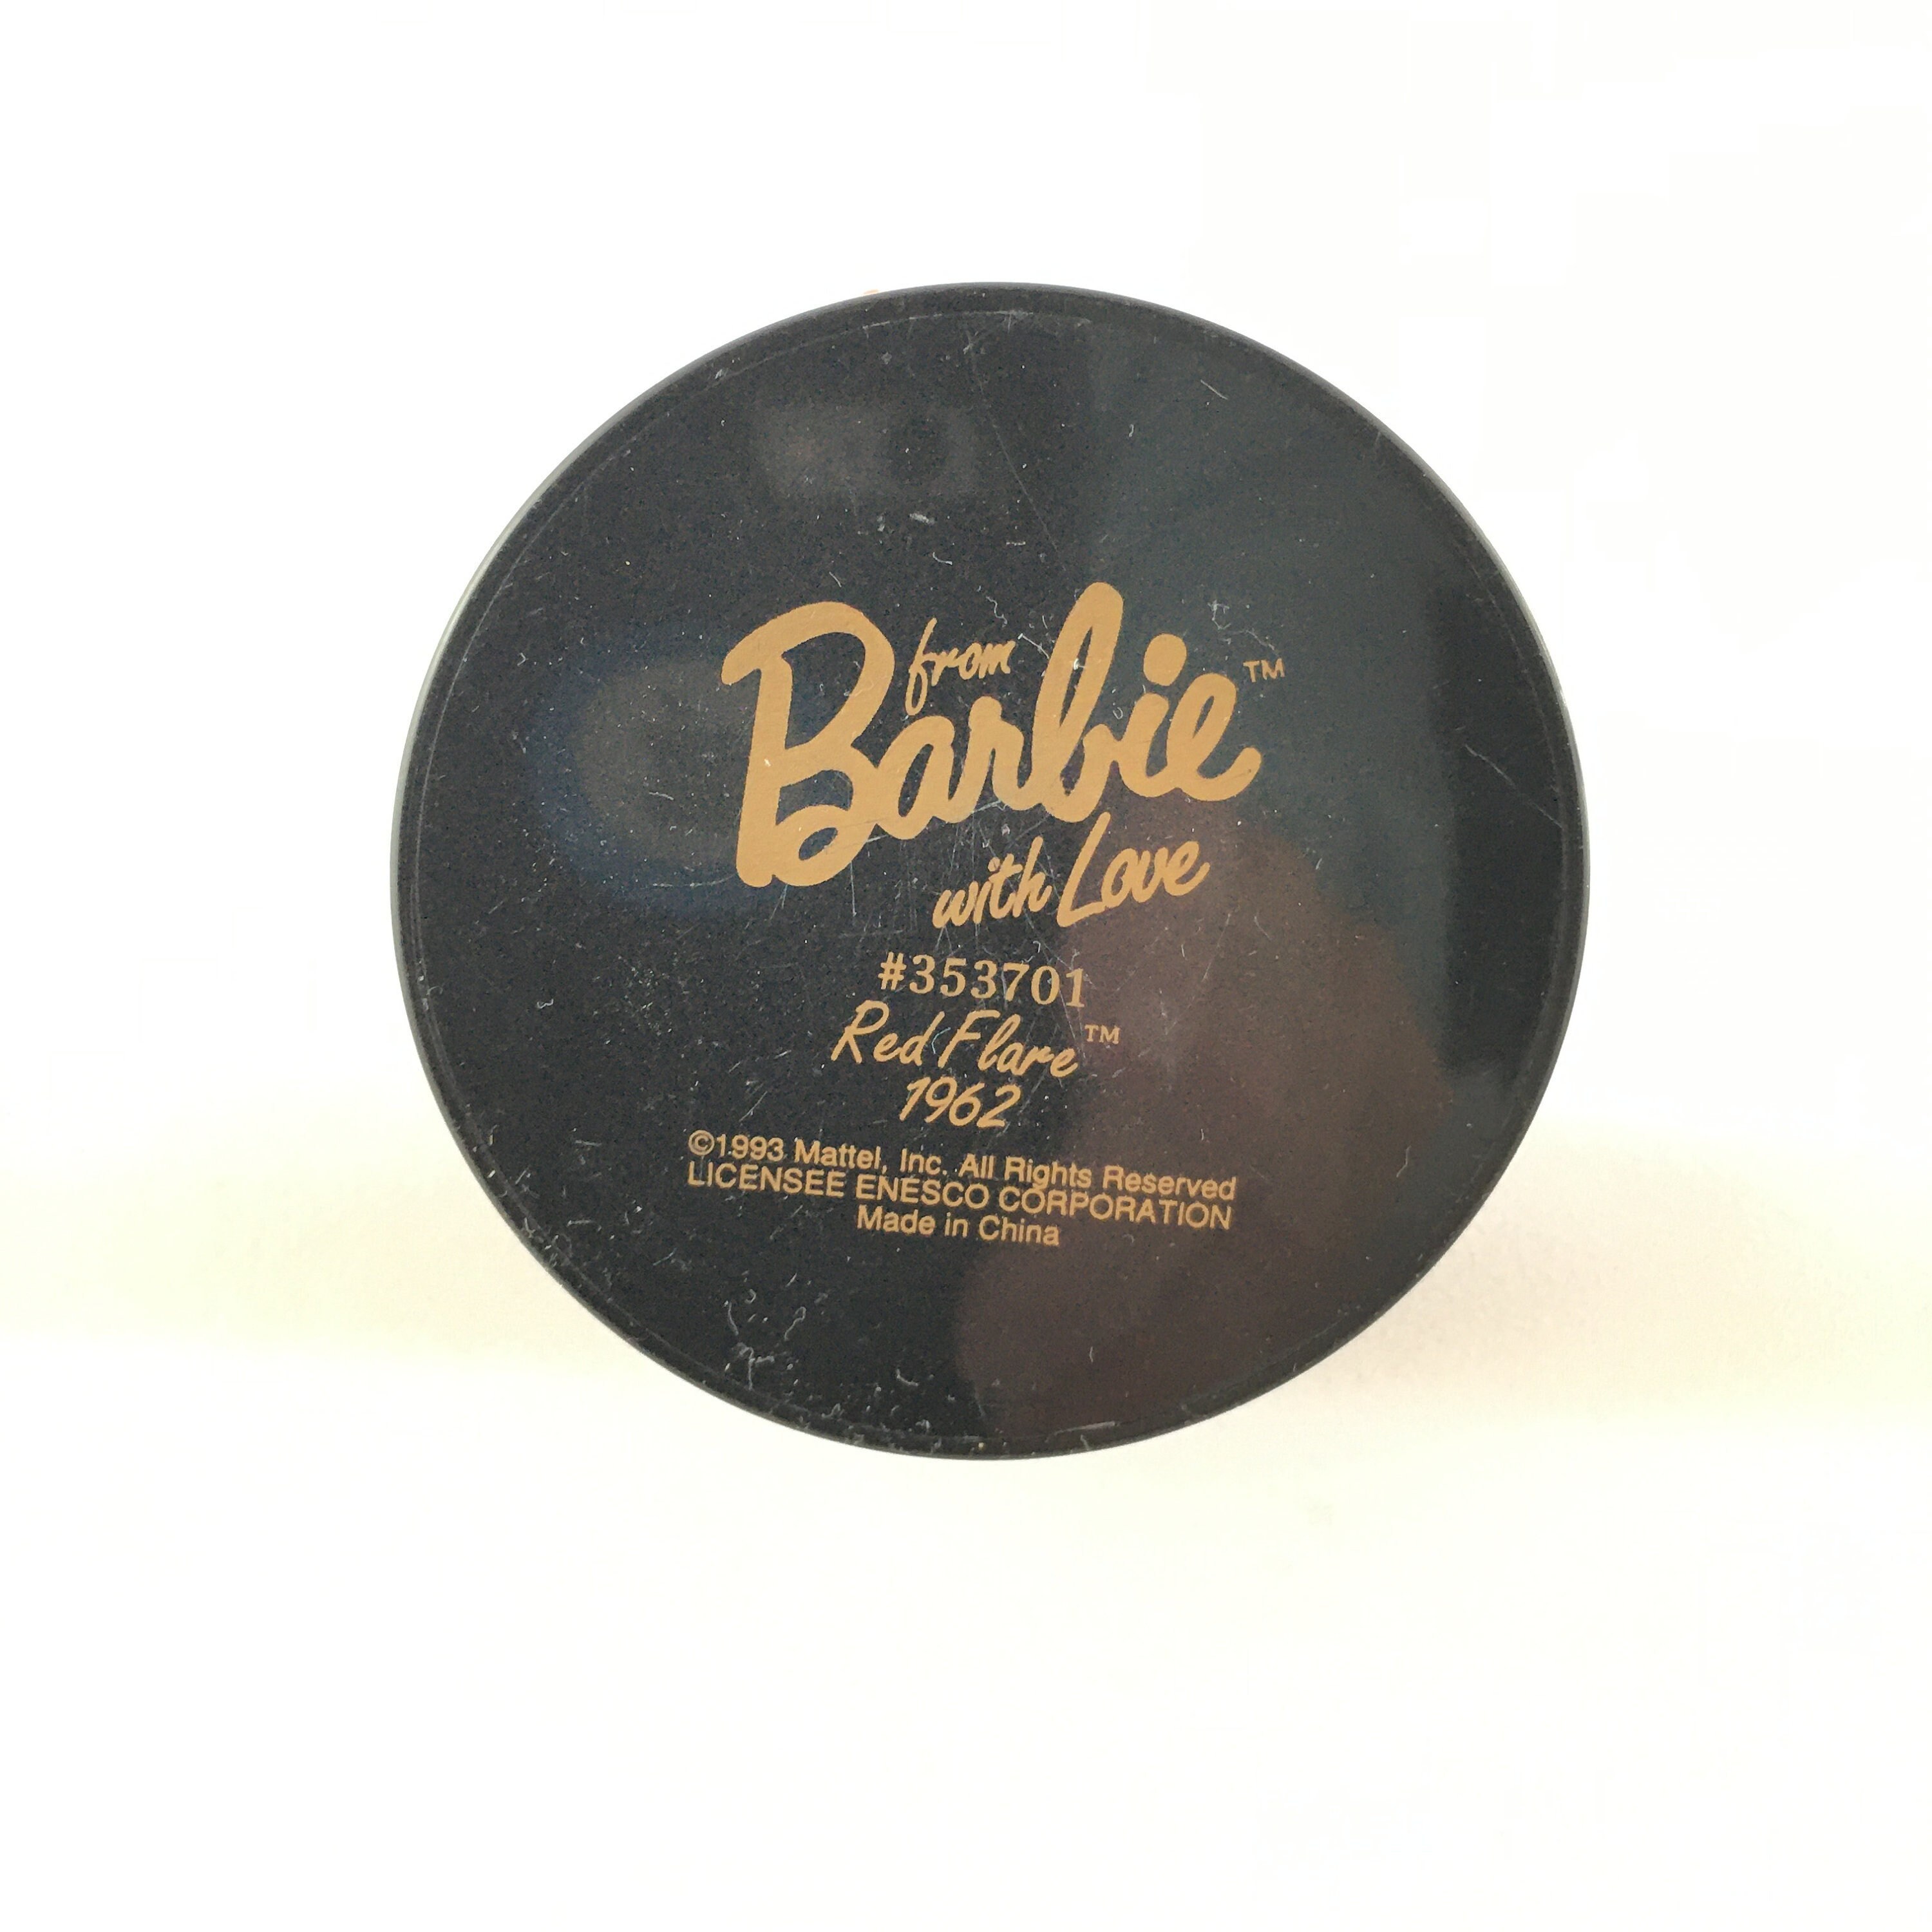 from
Barbie™
with Love
#353701
Red Flare™
1962
©1993 Mattel, Inc. All Rights Reserved
LICENSEE ENESCO CORPORATION
Made in China